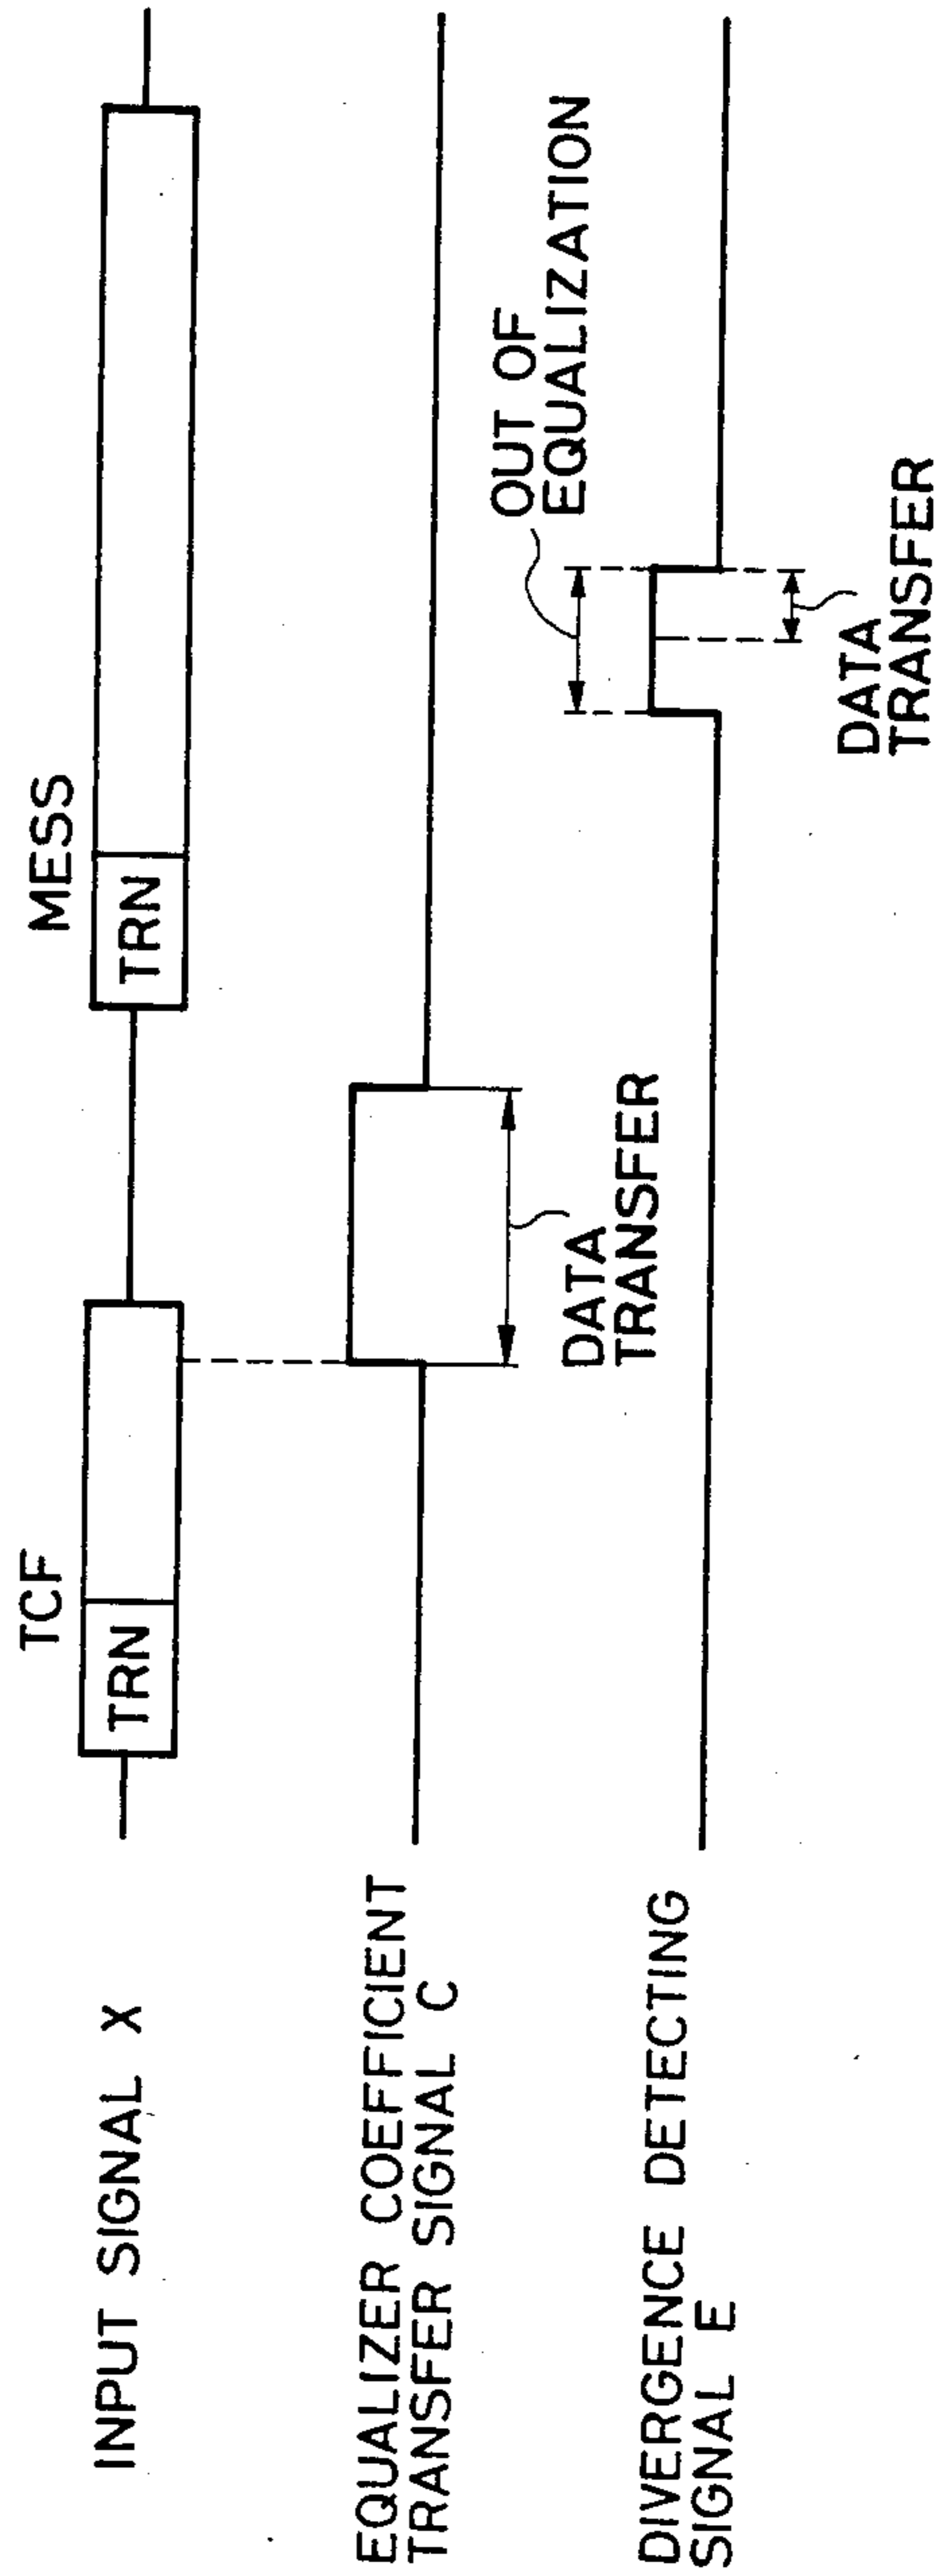 INPUT SIGNAL X
TCF
TRN
MESS
TRN
EQUALIZER COEFFICIENT
TRANSFER SIGNAL C
DATA
TRANSFER
DIVERGENCE DETECTING
SIGNAL E
OUT OF
EQUALIZATION
DATA
TRANSFER